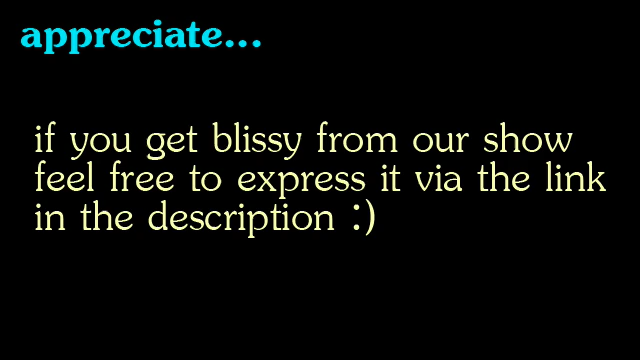 appreciate...
if you get blissy from our show
feel free to express it via the link
in the description :)